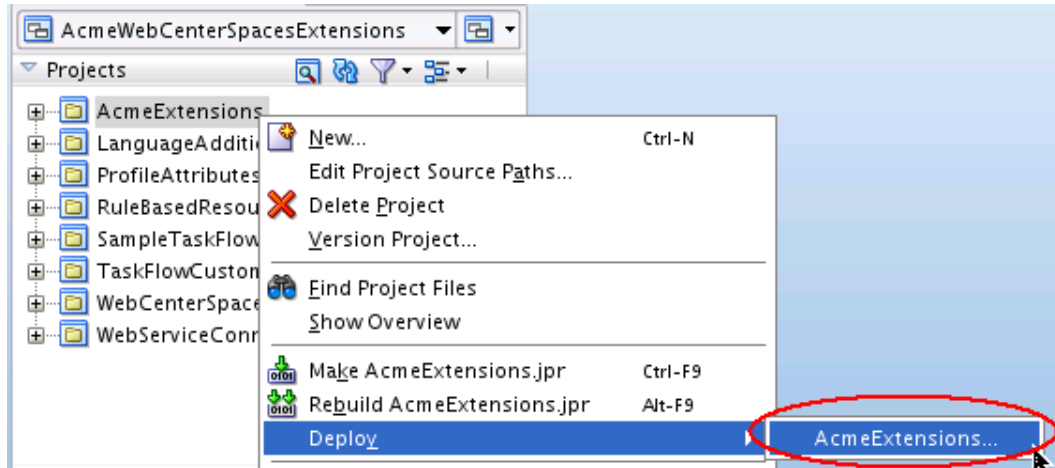 AcmeWebCenterSpacesExtensions
Projects
AcmeExtensions
LanguageAdditi
ProfileAttributes
RuleBasedResou
SampleTaskFlow
TaskFlowCustom
WebCenterSpace
WebServiceConn
New... Ctrl-N
Edit Project Source Paths...
Delete Project
Version Project...
Find Project Files
Show Overview
Make AcmeExtensions.jpr Ctrl-F9
Rebuild AcmeExtensions.jpr Alt-F9
Deploy
AcmeExtensions...